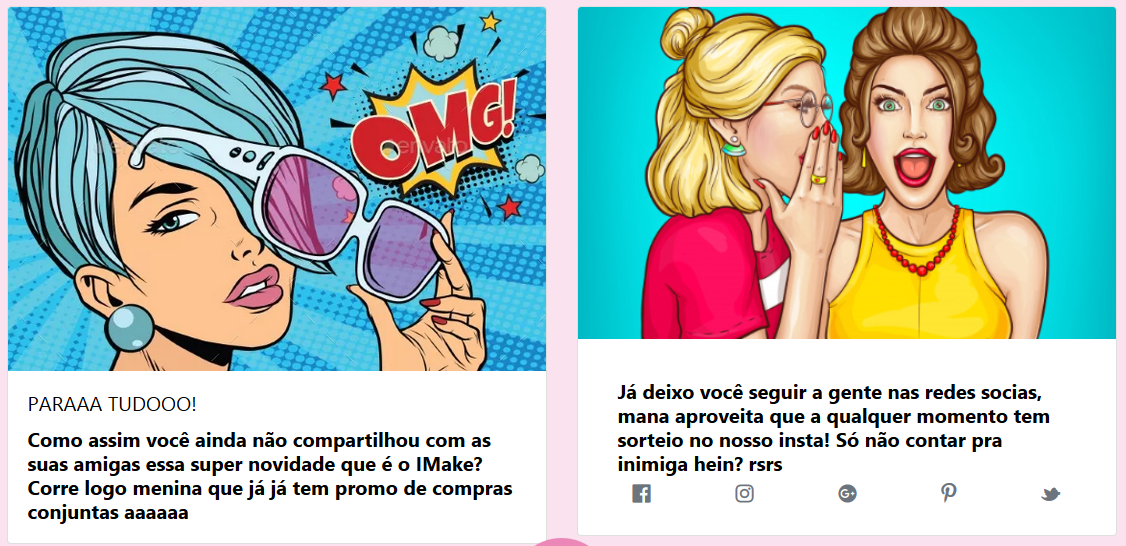 OMG!
envato
envato
PARAAA TUDOOO!
Como assim você ainda não compartilhou com as
suas amigas essa super novidade que é o IMake?
Corre logo menina que já já tem promo de compras
conjuntas aaaaaa
Já deixo você seguir a gente nas redes socias,
mana aproveita que a qualquer momento tem
sorteio no nosso insta! Só não contar pra
inimiga hein? rsrs
G+